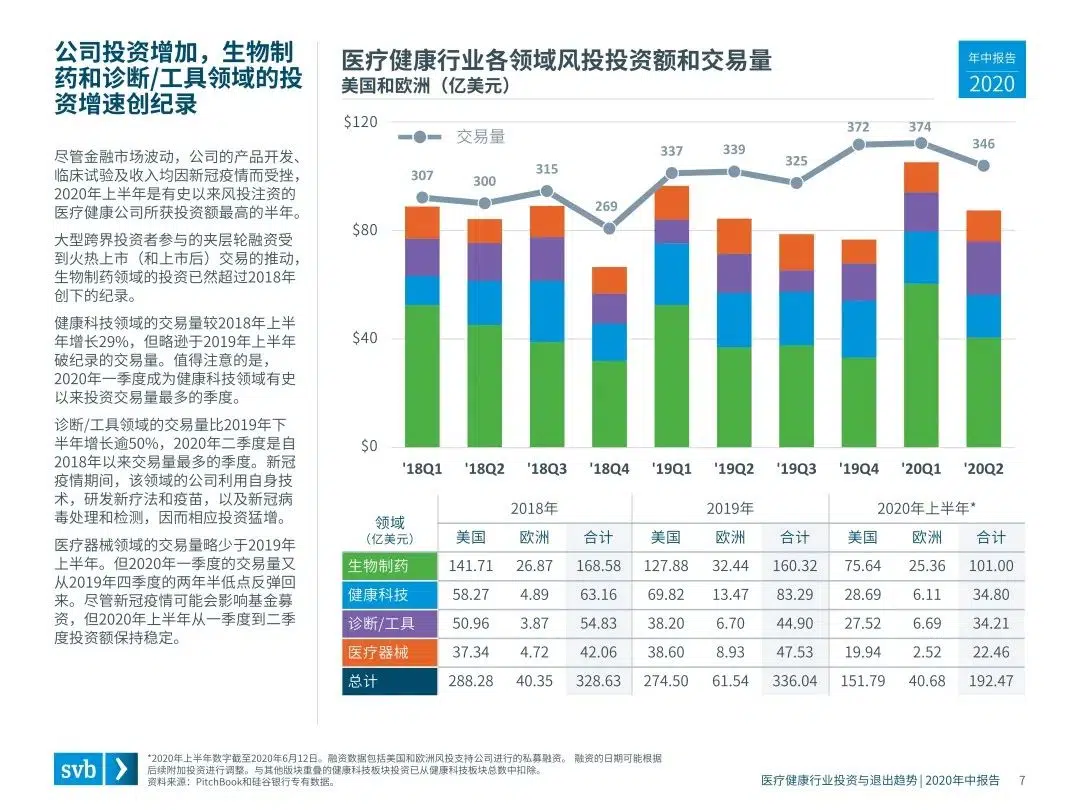 公司投资增加，生物制
药和诊断/工具领域的投
资增速创纪录
尽管金融市场波动，公司的产品开发、
临床试验及收入均因新冠疫情而受挫，
2020年上半年是有史以来风投注资的
医疗健康公司所获投资额最高的半年。
大型跨界投资者参与的夹层轮融资受
到火热上市（和上市后）交易的推动，
生物制药领域的投资已然超过2018年
创下的纪录。
健康科技领域的交易量较2018年上半
年增长29%，但略逊于2019年上半年
破纪录的交易量。值得注意的是，
2020年一季度成为健康科技领域有史
以来投资交易量最多的季度。
诊断/工具领域的交易量比2019年下
半年增长逾50%，2020年二季度是自
2018年以来交易量最多的季度。新冠
疫情期间，该领域的公司利用自身技
术，研发新疗法和疫苗，以及新冠病
毒处理和检测，因而相应投资猛增。
医疗器械领域的交易量略少于2019年
上半年。但2020年一季度的交易量又
从2019年四季度的两年半低点反弹回
来。尽管新冠疫情可能会影响基金募
资，但2020年上半年从一季度到二季
度投资额保持稳定。
医疗健康行业各领域风投投资额和交易量
美国和欧洲（亿美元）
年中报告
2020
$120
$80
$40
$0
交易量
307 300 315 269 337 339 325 372 374 346
'18Q1 '18Q2 '18Q3 '18Q4 '19Q1 '19Q2 '19Q3 '19Q4 '20Q1 '20Q2
领域
（亿美元）
2018年 2019年 2020年上半年*
美国 欧洲 合计 美国 欧洲 合计 美国 欧洲 合计
生物制药 141.71 26.87 168.58 127.88 32.44 160.32 75.64 25.36 101.00
健康科技 58.27 4.89 63.16 69.82 13.47 83.29 28.69 6.11 34.80
诊断/工具 50.96 3.87 54.83 38.20 6.70 44.90 27.52 6.69 34.21
医疗器械 37.34 4.72 42.06 38.60 8.93 47.53 19.94 2.52 22.46
总计 288.28 40.35 328.63 274.50 61.54 336.04 151.79 40.68 192.47
svb
*2020年上半年数字截至2020年6月12日。融资数据包括美国和欧洲风投支持公司进行的私募融资。 融资的日期可能根据
后续附加投资进行调整。与其他版块重叠的健康科技板块投资已从健康科技板块总数中扣除。
资料来源：PitchBook和硅谷银行专有数据。
医疗健康行业投资与退出趋势 | 2020年中报告 7